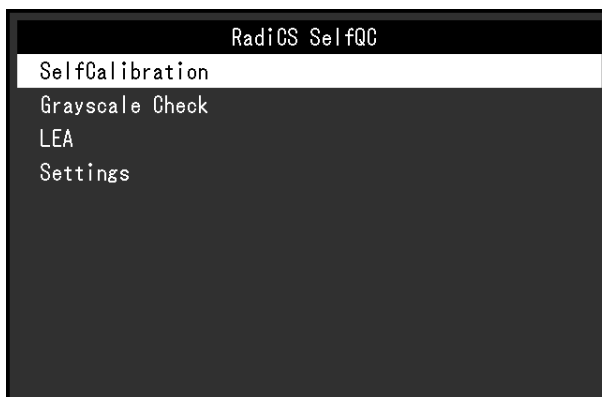 RadiCS SelfQC
SelfCalibration
Grayscale Check
LEA
Settings